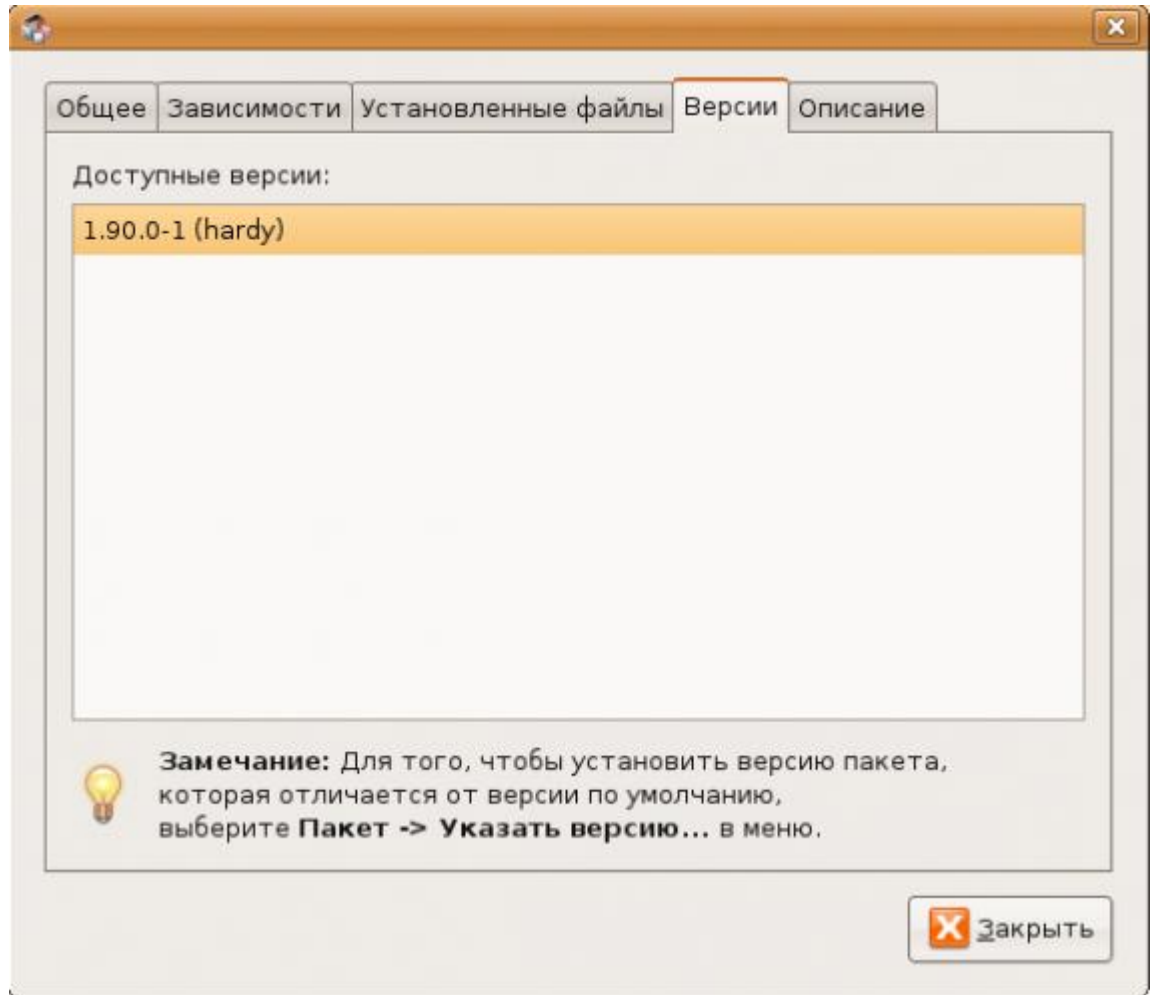 Общее Зависимости Установленные файлы Версии Описание
Доступные версии:
1.90.0-1 (hardy)
Замечание: Для того, чтобы установить версию пакета,
которая отличается от версии по умолчанию,
выберите Пакет -> Указать версию... в меню.
Закрыть